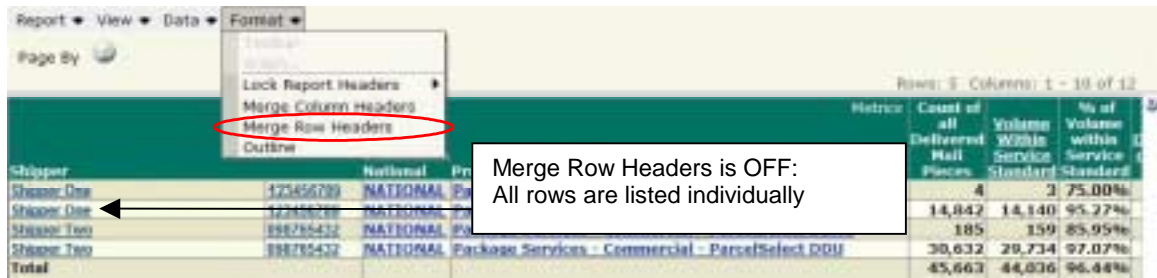 Report View Data Format
Page By
Lock Report Headers
Rows: 5 Columns: 1 - 10 of 12
Merge Column Headers
Merge Row Headers
Outline
Metrics Count of all Delivered Mail Pieces Volume Within Service Standard % of Volume within Service Standard
Shipper National
Merge Row Headers is OFF:
All rows are listed individually
Shipper One 123456789 NATIONAL 4 3 75.00%
Shipper One 123456789 NATIONAL 14,842 14,140 95.27%
Shipper Two 098765432 NATIONAL 185 159 85.95%
Shipper Two 098765432 NATIONAL Package Services - Commercial - ParcelSelect DDU 30,632 29,734 97.07%
Total 45,663 44,036 96.44%